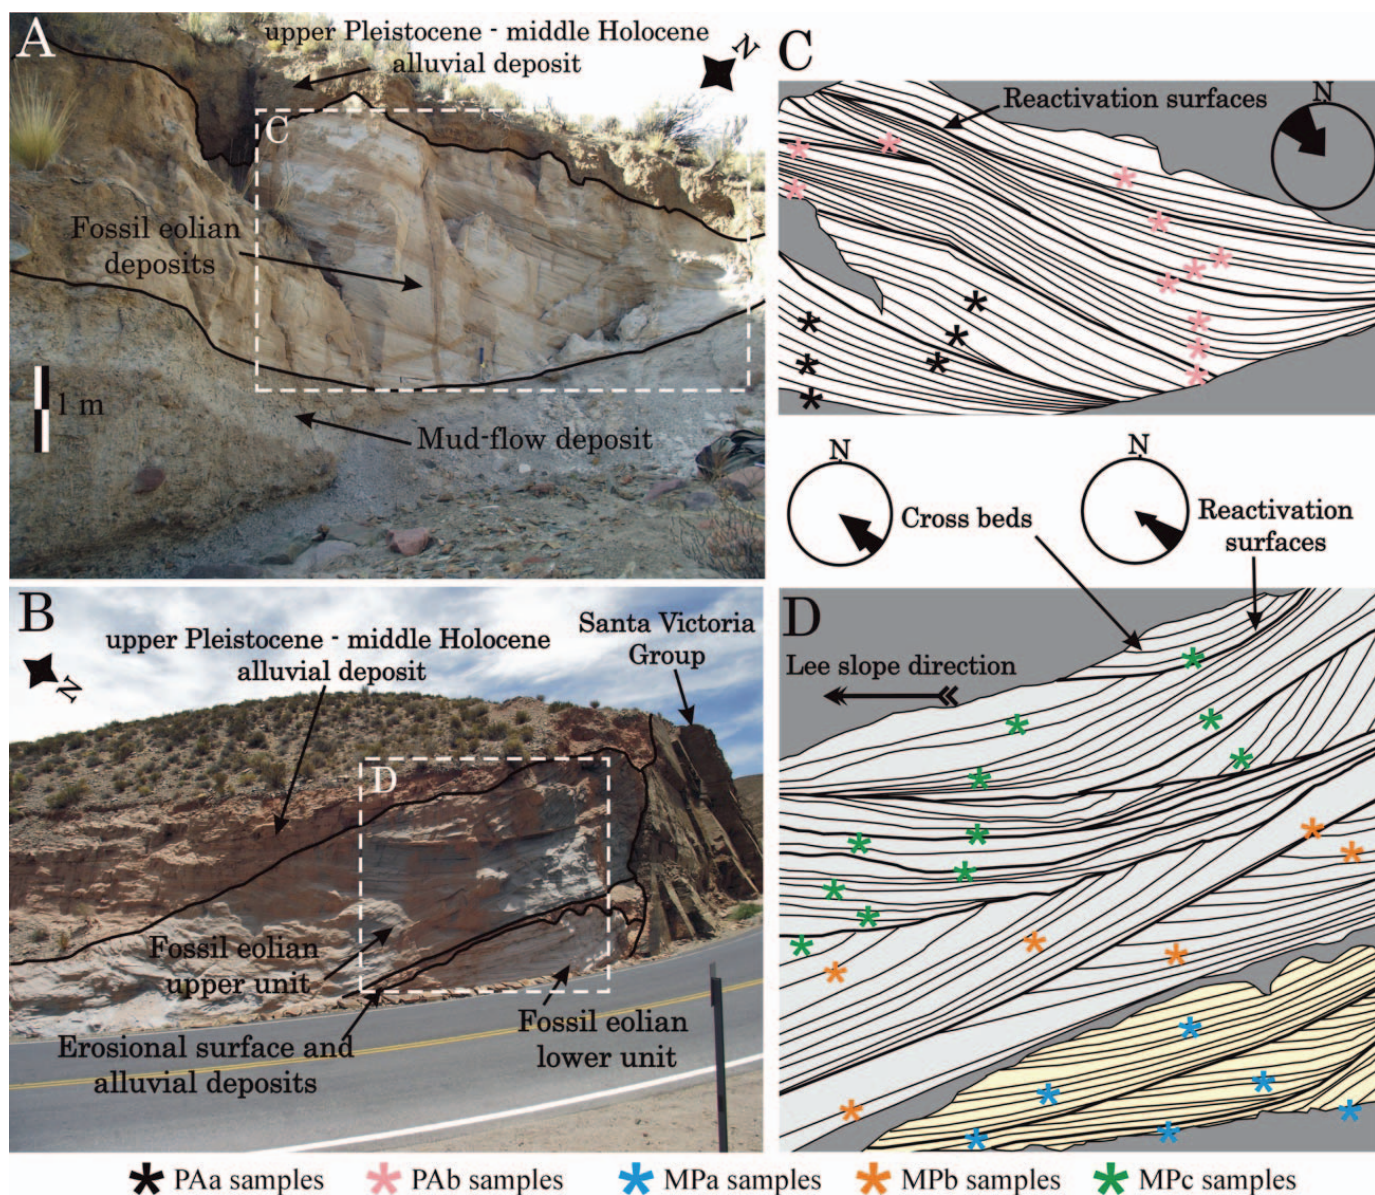 A
upper Pleistocene - middle Holocene
alluvial deposit
N
C
Fossil eolian
deposits
1 m
Mud-flow deposit
C
Reactivation surfaces
N
N
Cross beds
N
Reactivation
surfaces
B
upper Pleistocene - middle Holocene
alluvial deposit
Santa Victoria
Group
N
D
Fossil eolian
upper unit
Erosional surface and
alluvial deposits
Fossil eolian
lower unit
D
Lee slope direction
PAa samples
PAb samples
MPa samples
MPb samples
MPc samples